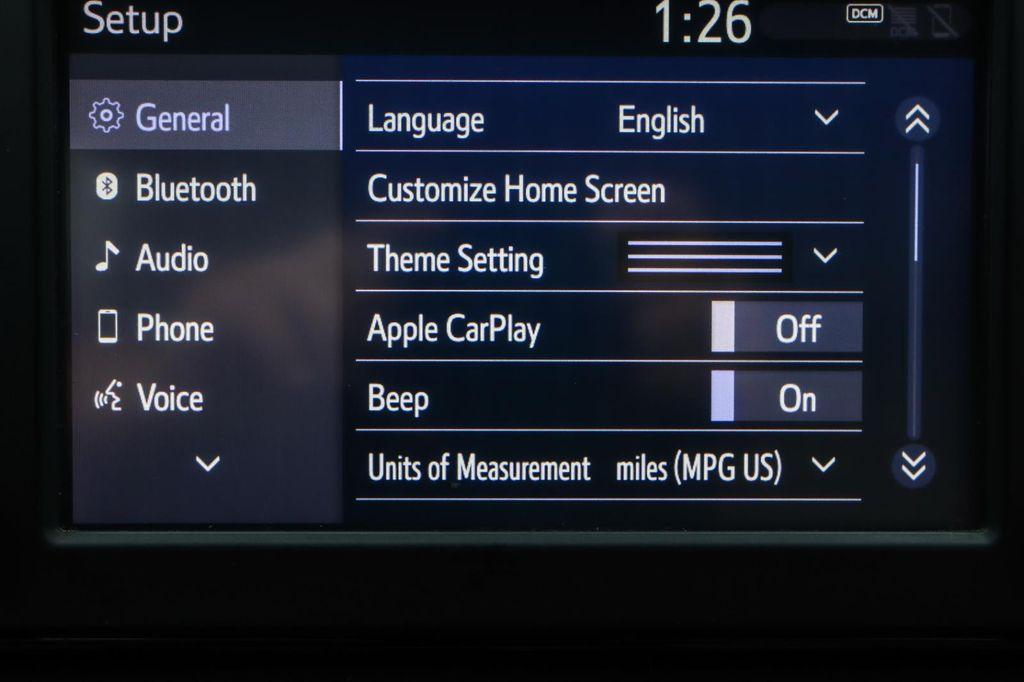 Setup
1:26
DCM
General
Bluetooth
Audio
Phone
Voice
Language English
Customize Home Screen
Theme Setting
Apple CarPlay Off
Beep On
Units of Measurement miles (MPG US)